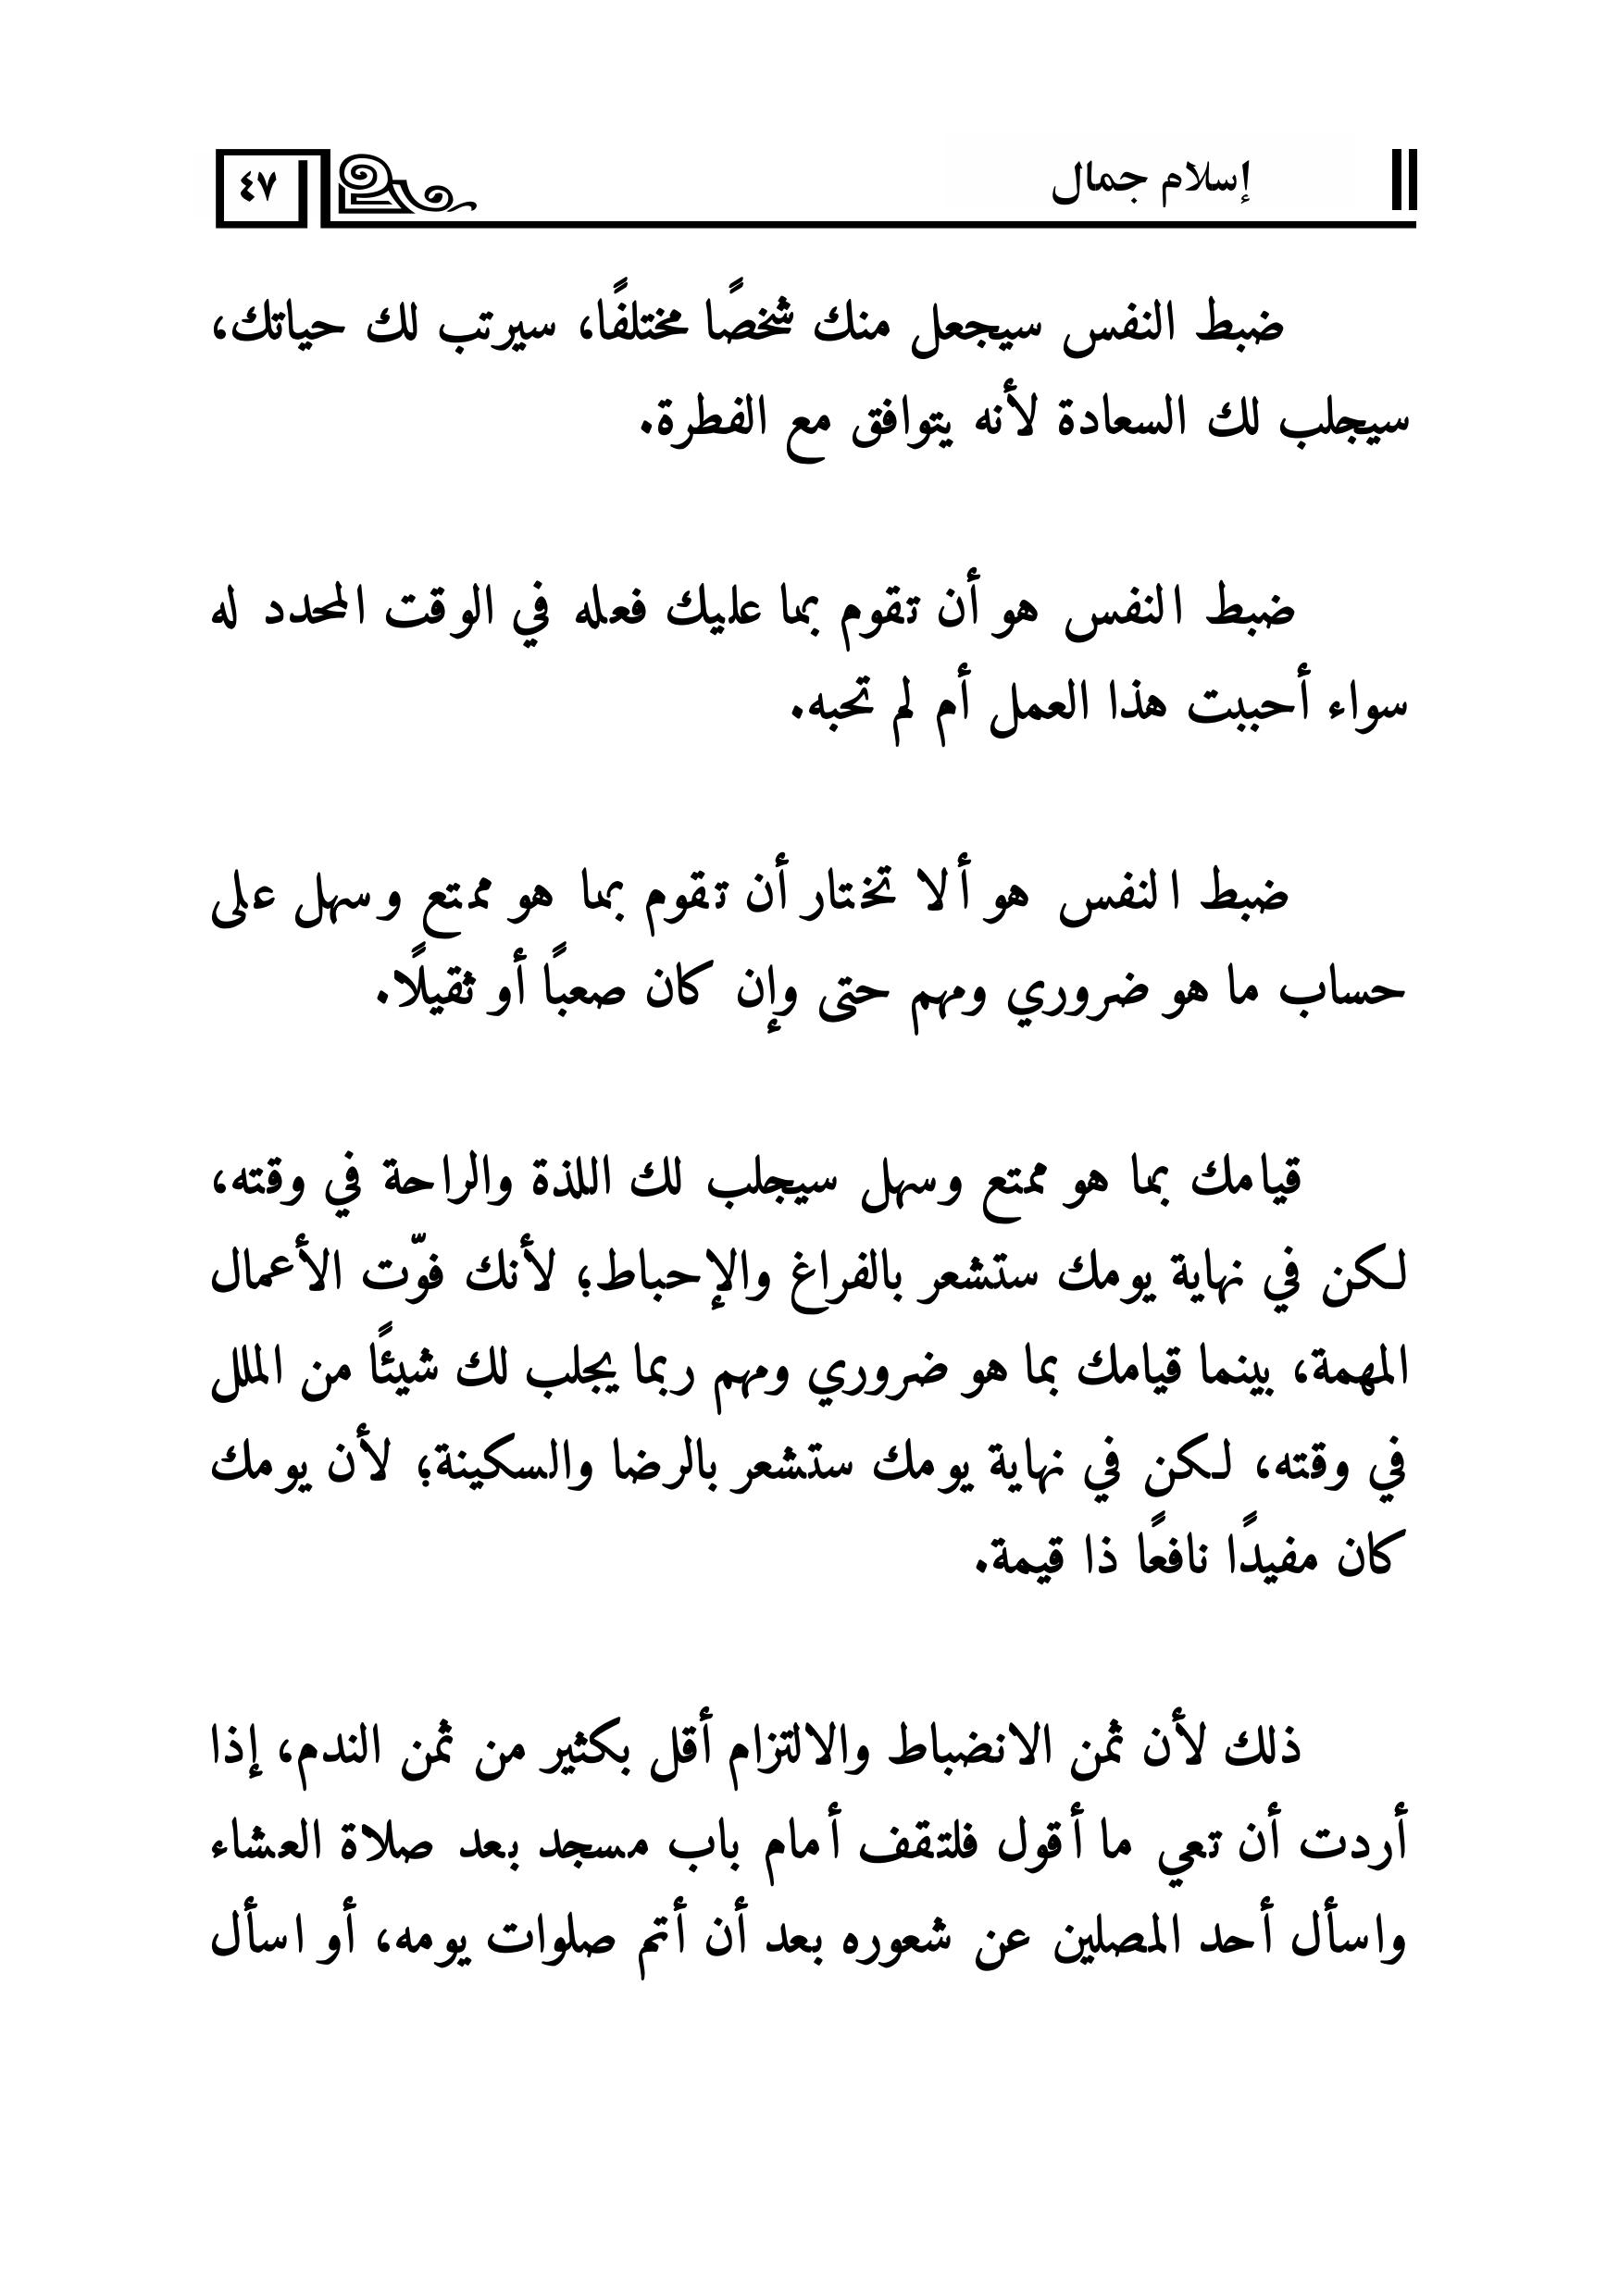 إسلام جمال
٤٧
ضبط النفس سيجعل منك شخصًا مختلفًا، سيرتب لك حياتك،
سيجلب لك السعادة لأنه يتوافق مع الفطرة.
ضبط النفس هو أن تقوم بما عليك فعله في الوقت المحدد له
سواء أحببت هذا العمل أم لم تحبه.
ضبط النفس هو ألا تختار أن تقوم بما هو ممتع وسهل على
حساب ما هو ضروري ومهم حتى وإن كان صعبًا أو ثقيلًا.
قيامك بما هو ممتع وسهل سيجلب لك اللذة والراحة في وقته،
لكن في نهاية يومك ستشعر بالفراغ والإحباط؛ لأنك فوّت الأعمال
المهمة، بينما قيامك بما هو ضروري ومهم ربما يجلب لك شيئًا من الملل
في وقته، لكن في نهاية يومك ستشعر بالرضا والسكينة؛ لأن يومك
كان مفيدًا نافعًا ذا قيمة.
ذلك لأن ثمن الانضباط والالتزام أقل بكثير من ثمن الندم، إذا
أردت أن تعي ما أقول فلتقف أمام باب مسجد بعد صلاة العشاء
واسأل أحد المصلين عن شعوره بعد أن أتم صلوات يومه، أو اسأل